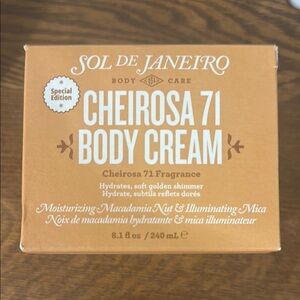 SOL DE JANEIRO
BODY CARE
Special
Edition
CHEIROSA 71
BODY CREAM
Cheirosa 71 Fragrance
Hydrates, soft golden shimmer
Hydrate, subtils reflets dorés
Moisturizing Macadamia Nut & Illuminating Mica
Noix de macadamia hydratante & mica illuminateur
8.1 fl oz / 240 mL ℮